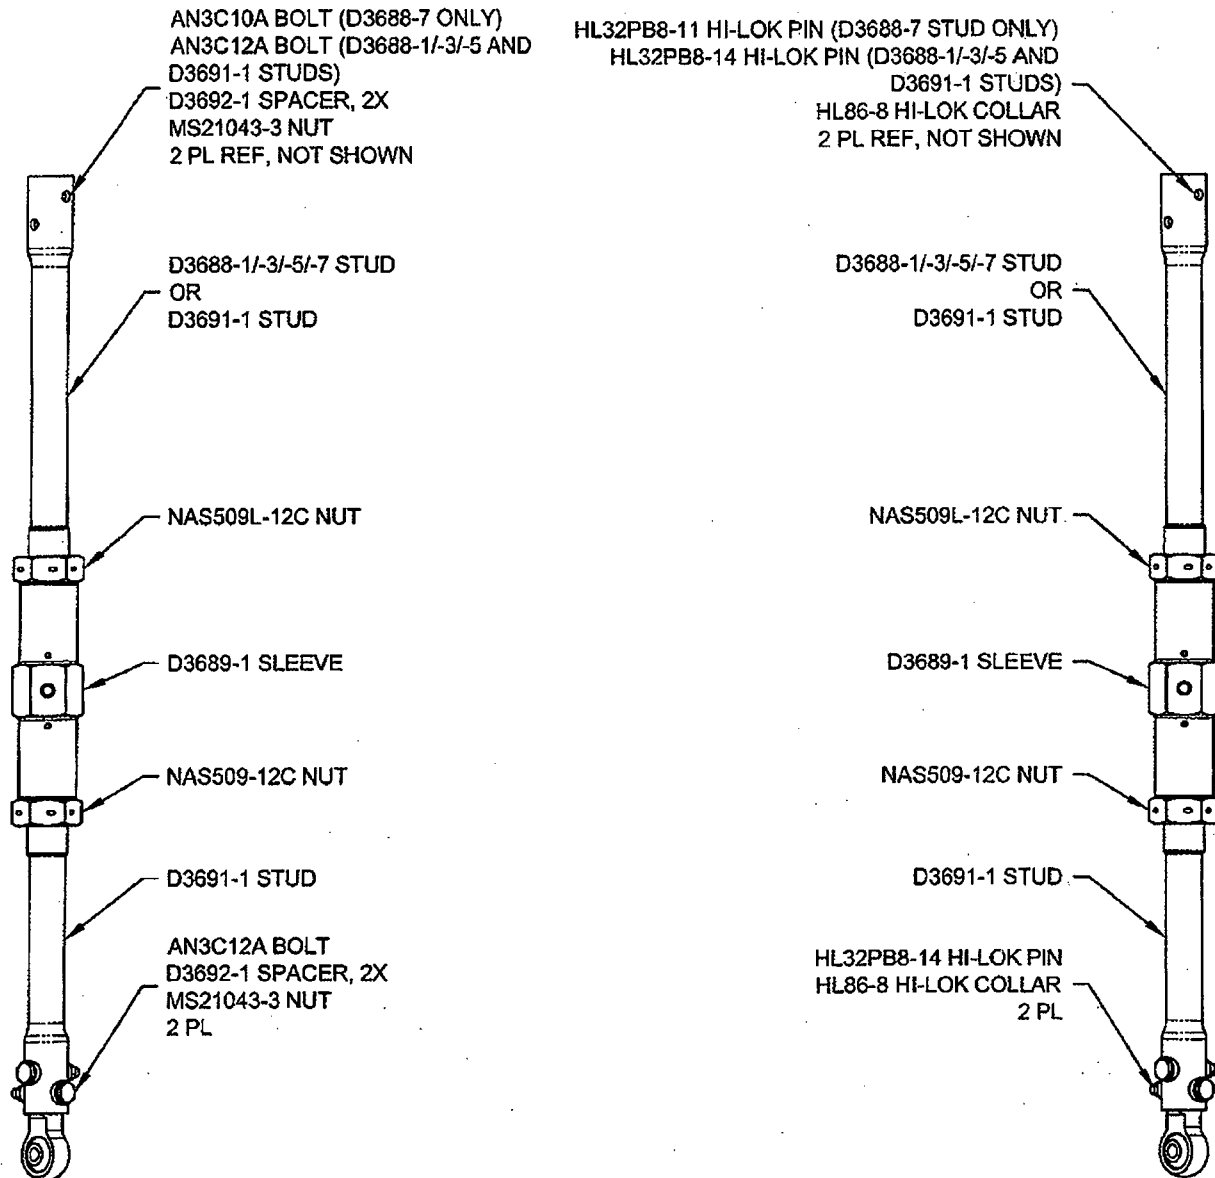 AN3C10A BOLT (D3688-7 ONLY)
AN3C12A BOLT (D3688-1/-3/-5 AND
D3691-1 STUDS)
D3692-1 SPACER, 2X
MS21043-3 NUT
2 PL REF, NOT SHOWN
D3688-1/-3/-5/-7 STUD
OR
D3691-1 STUD
NAS509L-12C NUT
D3689-1 SLEEVE
NAS509-12C NUT
D3691-1 STUD
AN3C12A BOLT
D3692-1 SPACER, 2X
MS21043-3 NUT
2 PL
HL32PB8-11 HI-LOK PIN (D3688-7 STUD ONLY)
HL32PB8-14 HI-LOK PIN (D3688-1/-3/-5 AND
D3691-1 STUDS)
HL86-8 HI-LOK COLLAR
2 PL REF, NOT SHOWN
D3688-1/-3/-5/-7 STUD
OR
D3691-1 STUD
NAS509L-12C NUT
D3689-1 SLEEVE
NAS509-12C NUT
D3691-1 STUD
HL32PB8-14 HI-LOK PIN
HL86-8 HI-LOK COLLAR
2 PL